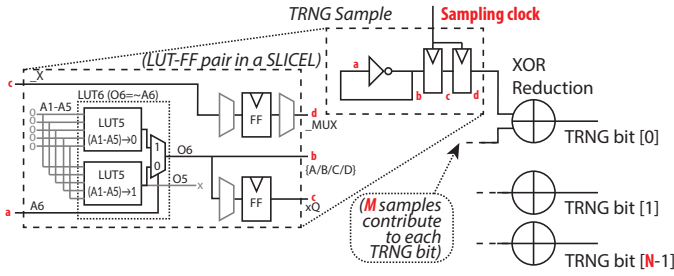 TRNG Sample
Sampling clock
(LUT-FF pair in a SLICEL)
a
b
c
d
XOR
Reduction
TRNG bit [0]
c
_X
LUT6 (O6=~A6)
0
0
0
0
0
A1-A5
LUT5
(A1-A5)→0
1
0
O6
LUT5
(A1-A5)→1
O5
x
a
A6
FF
d
_MUX
b
{A/B/C/D}
FF
c
xQ
(M samples
contribute
to each
TRNG bit)
TRNG bit [1]
TRNG bit [N-1]